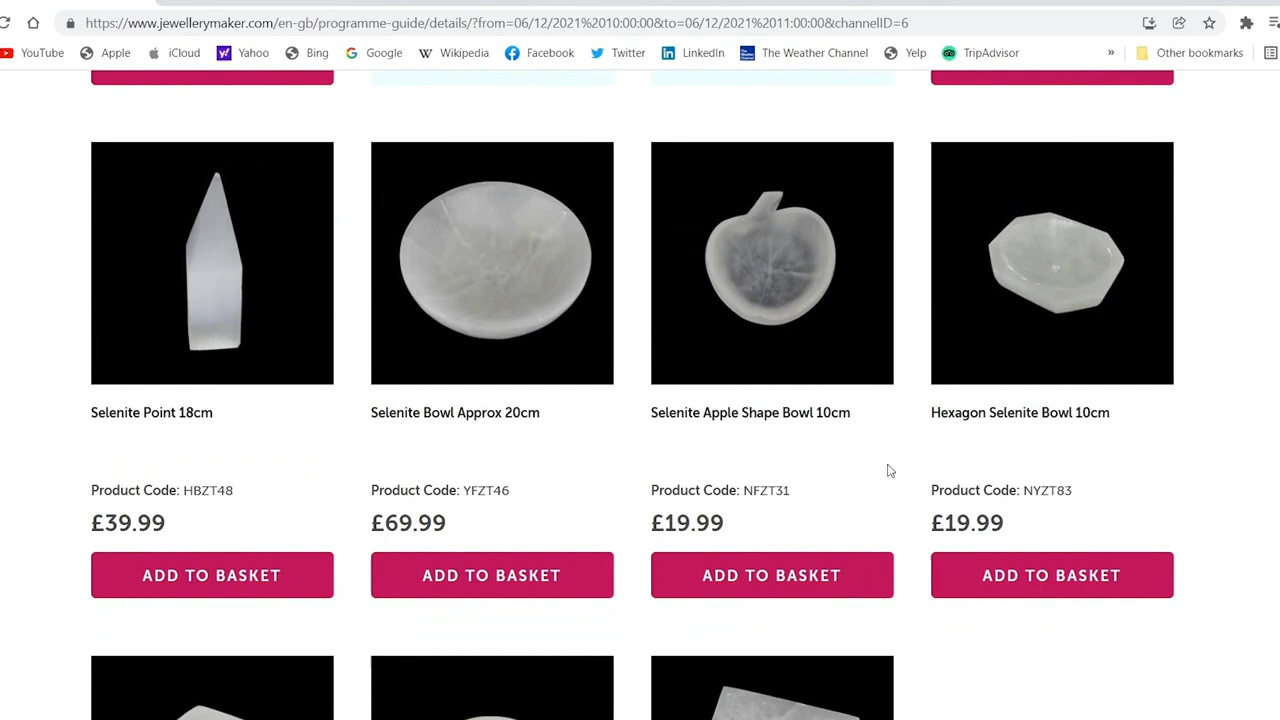 https://www.jewellerymaker.com/en-gb/programme-guide/details/?from=06/12/2021%2010:00:00&to=06/12/2021%2011:00:00&channelID=6
YouTube Apple iCloud Yahoo Bing Google Wikipedia Facebook Twitter LinkedIn The Weather Channel Yelp TripAdvisor » Other bookmarks
Selenite Point 18cm
Selenite Bowl Approx 20cm
Selenite Apple Shape Bowl 10cm
Hexagon Selenite Bowl 10cm
Product Code: HBZT48
Product Code: YFZT46
Product Code: NFZT31
Product Code: NYZT83
£39.99
£69.99
£19.99
£19.99
ADD TO BASKET
ADD TO BASKET
ADD TO BASKET
ADD TO BASKET